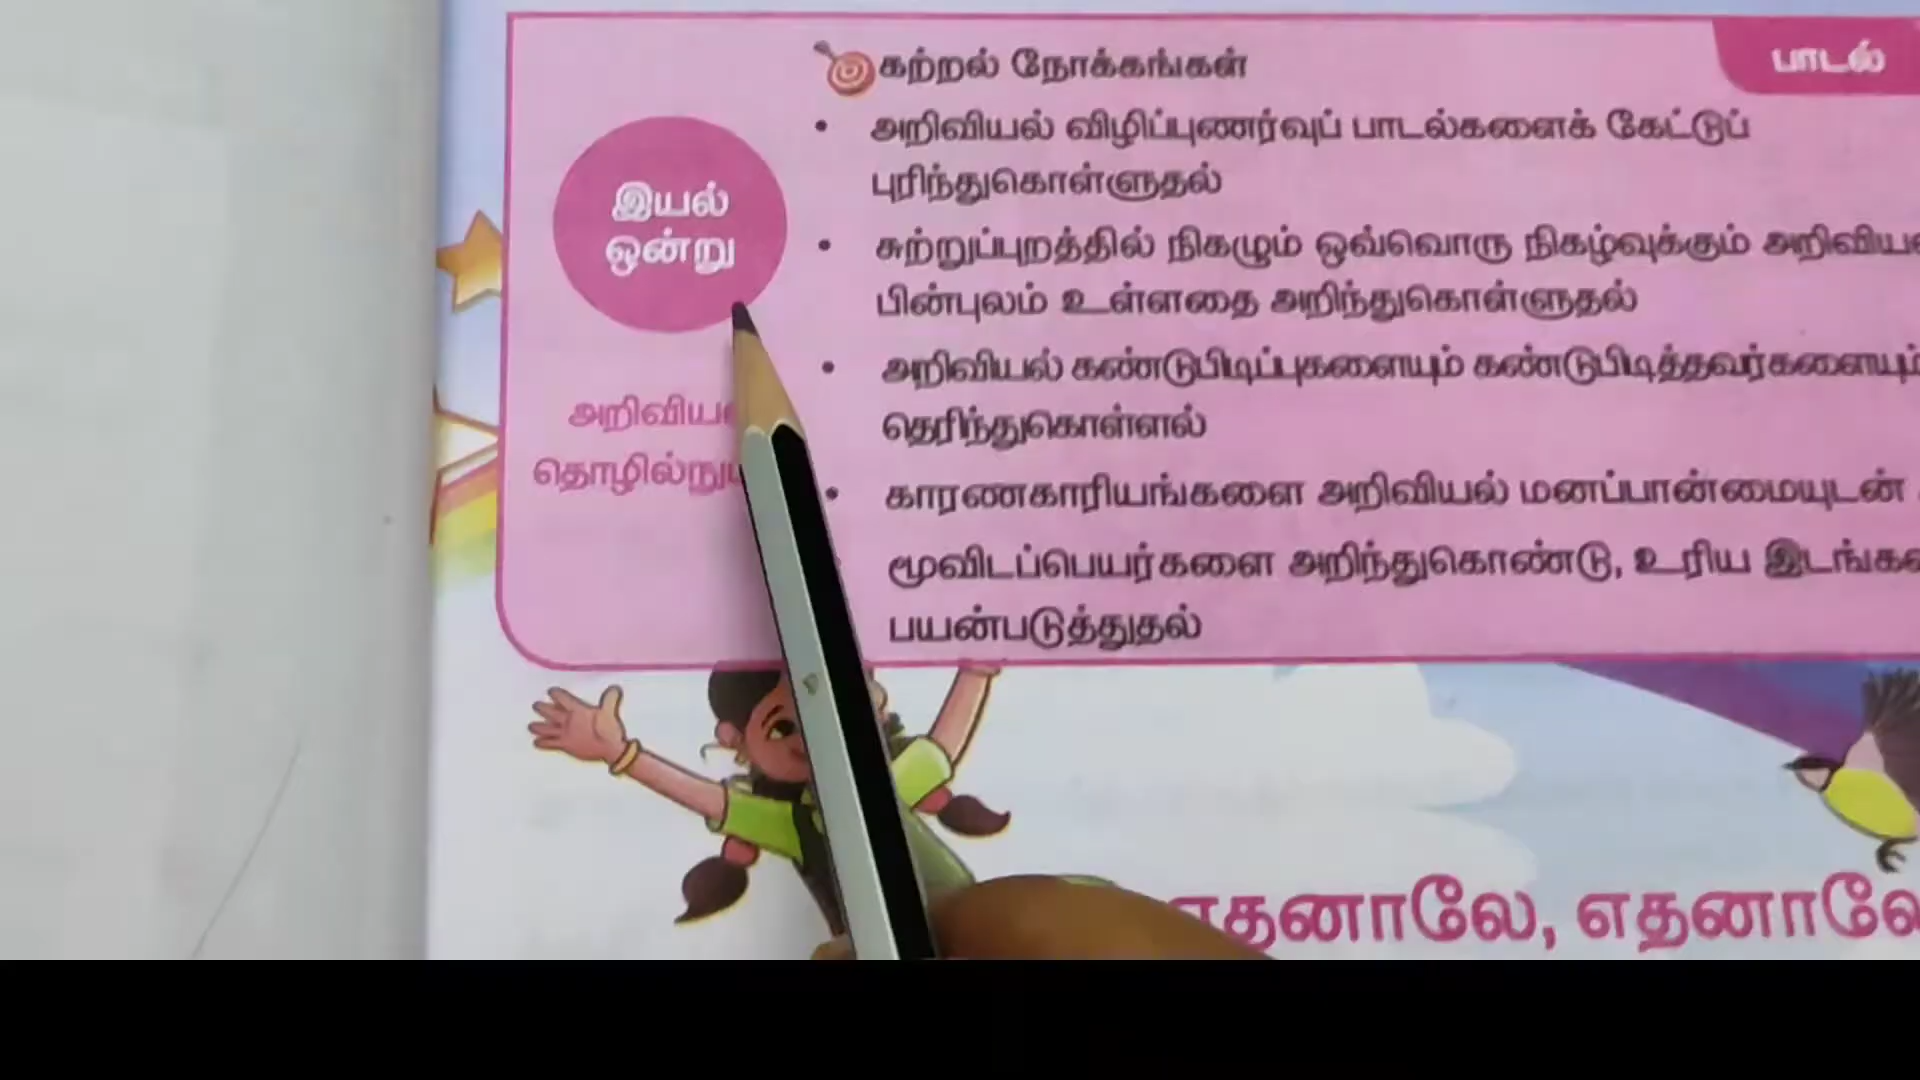 பாடல்
கற்றல் நோக்கங்கள்
அறிவியல் விழிப்புணர்வுப் பாடல்களைக் கேட்டுப்
புரிந்துகொள்ளுதல்
சுற்றுப்புறத்தில் நிகழும் ஒவ்வொரு நிகழ்வுக்கும்
பின்புலம் உள்ளதை அறிந்துகொள்ளுதல்
அறிவியல் கண்டுபிடிப்புகளையும் கண்டுபிடித்தவர்களையும்
தெரிந்துகொள்ளல்
காரணகாரியங்களை அறிவியல் மனப்பான்மையுடன்
மூவிடப்பெயர்களை அறிந்துகொண்டு, உரிய
பயன்படுத்துதல்
இயல்
ஒன்று
எதனாலே, எதனாலே